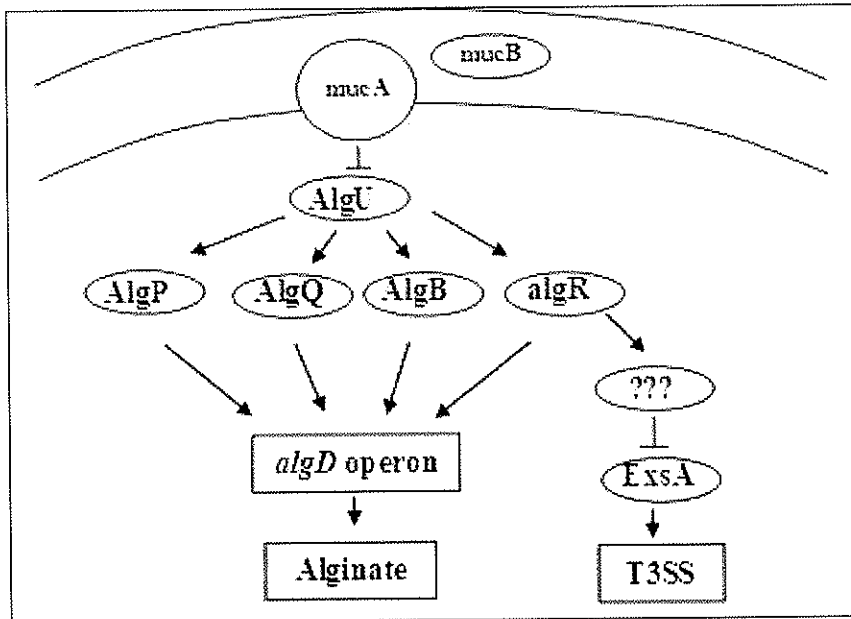 mucB
mucA
AlgU
AlgP
AlgQ
AlgB
algR
???
algD operon
ExsA
Alginate
T3SS